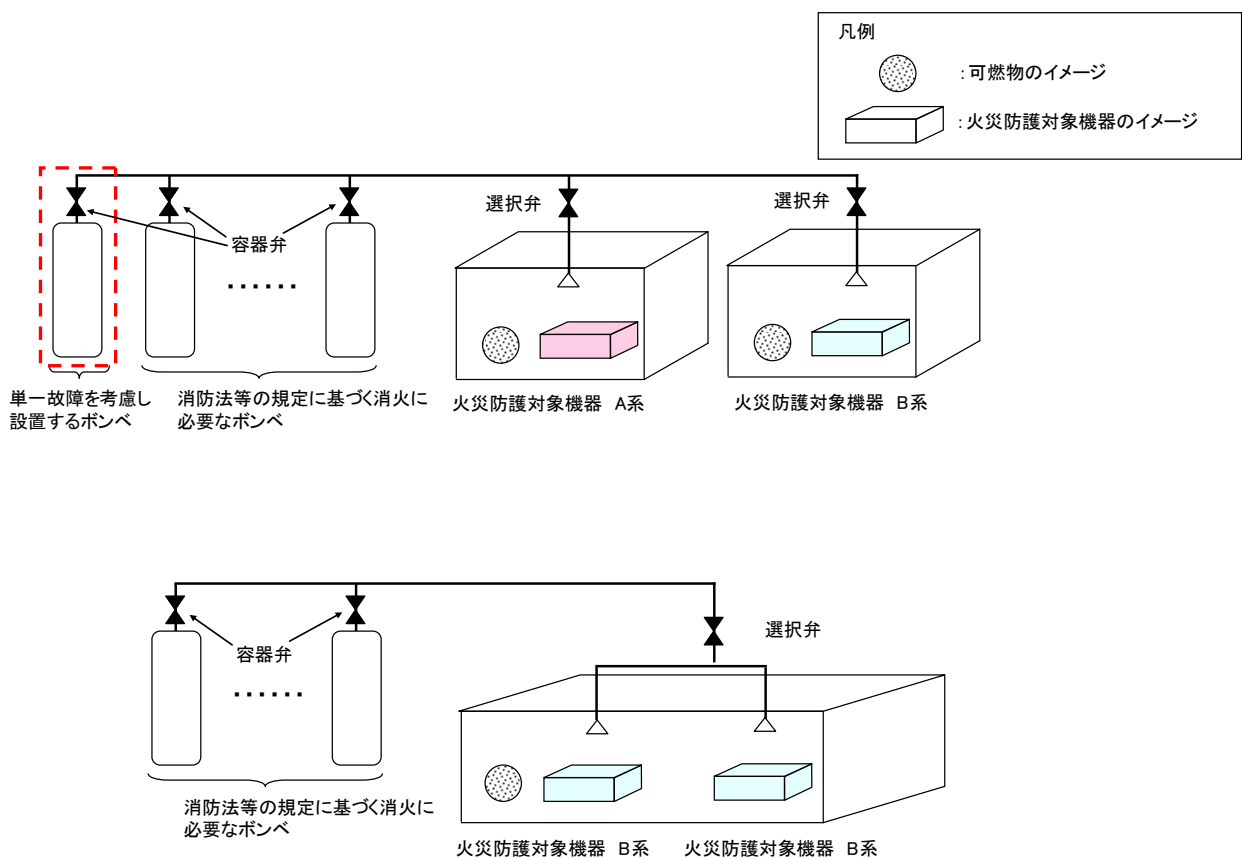 凡例
：可燃物のイメージ
：火災防護対象機器のイメージ
選択弁
選択弁
容器弁
‥‥‥
単一故障を考慮し
設置するボンベ
消防法等の規定に基づく消火に
必要なボンベ
火災防護対象機器　A系
火災防護対象機器　B系
選択弁
容器弁
‥‥‥
消防法等の規定に基づく消火に
必要なボンベ
火災防護対象機器　B系
火災防護対象機器　B系